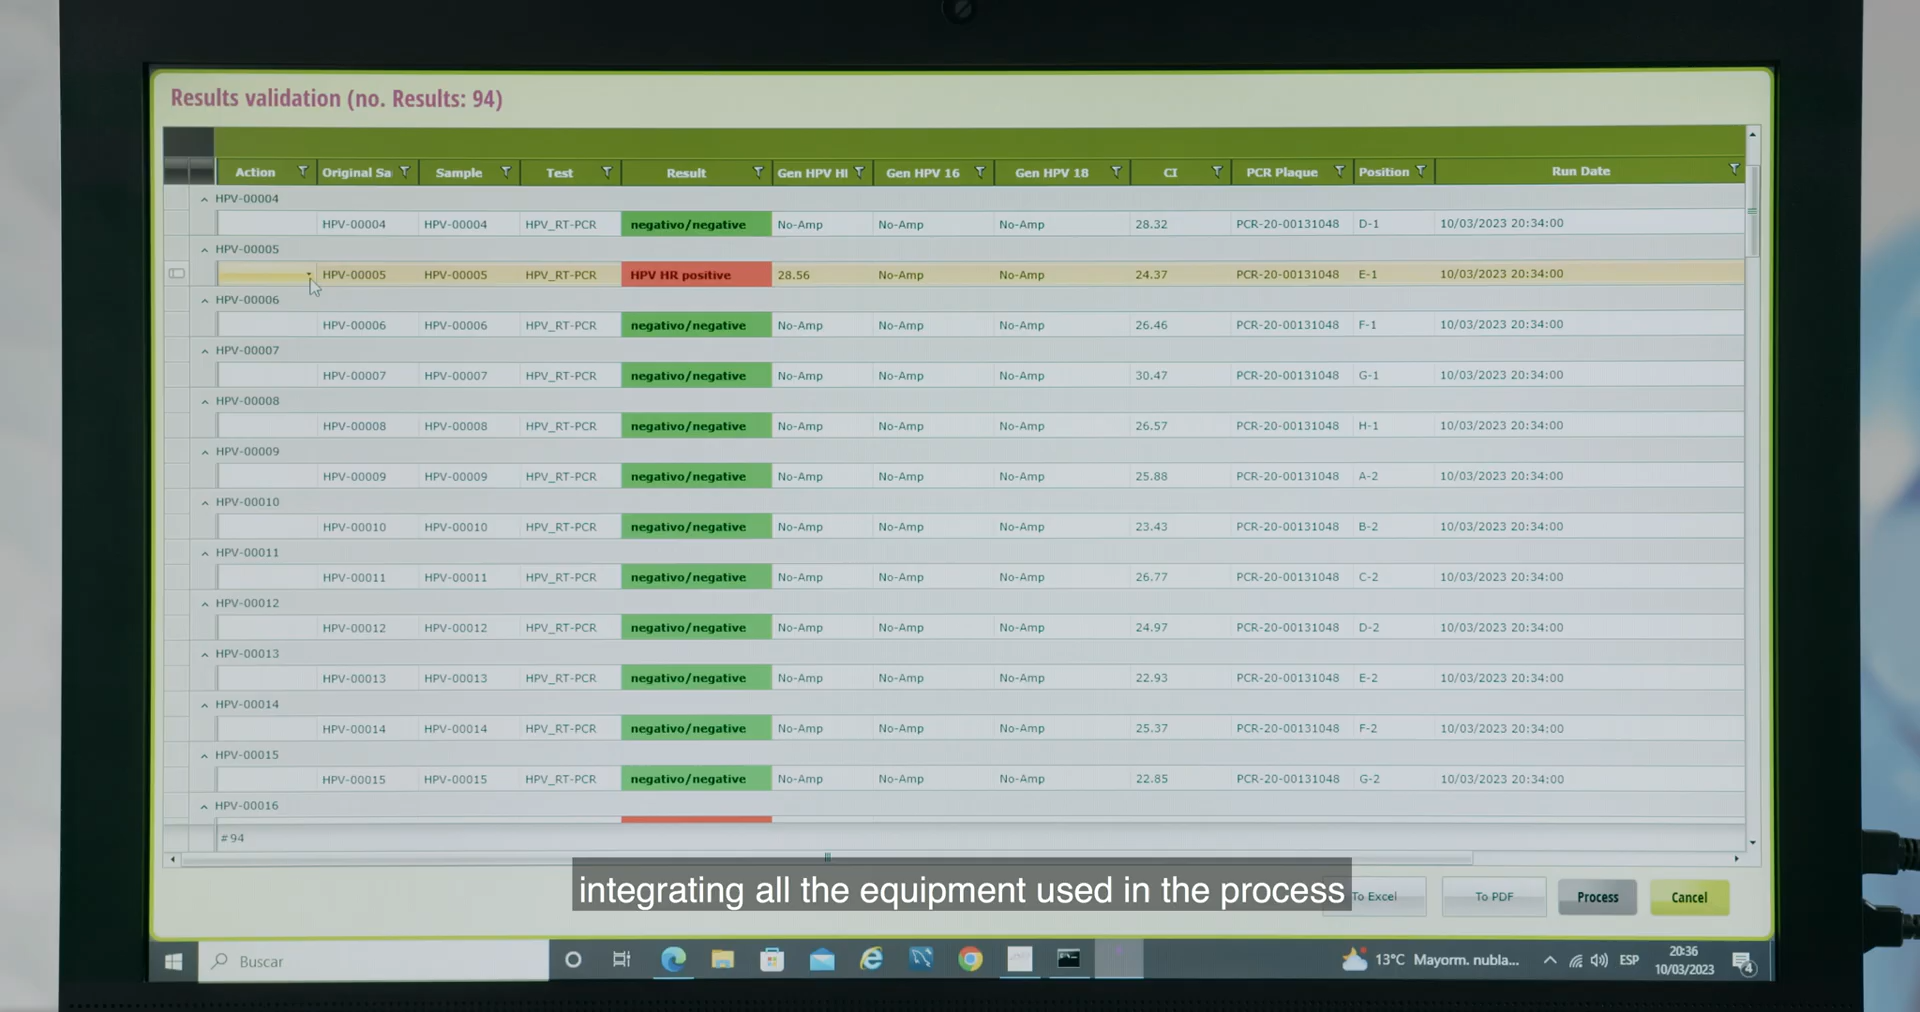 Results validation (no. Results: 94)
Action Original Sa Sample Test Result Gen HPV HI Gen HPV 16 Gen HPV 18 CI PCR Plaque Position Run Date
HPV-00004
HPV-00004 HPV-00004 HPV_RT-PCR negativo/negative No-Amp No-Amp No-Amp 28.32 PCR-20-00131048 D-1 10/03/2023 20:34:00
HPV-00005
HPV-00005 HPV-00005 HPV_RT-PCR HPV HR positive 28.56 No-Amp No-Amp 24.37 PCR-20-00131048 E-1 10/03/2023 20:34:00
HPV-00006
HPV-00006 HPV-00006 HPV_RT-PCR negativo/negative No-Amp No-Amp No-Amp 26.46 PCR-20-00131048 F-1 10/03/2023 20:34:00
HPV-00007
HPV-00007 HPV-00007 HPV_RT-PCR negativo/negative No-Amp No-Amp No-Amp 30.47 PCR-20-00131048 G-1 10/03/2023 20:34:00
HPV-00008
HPV-00008 HPV-00008 HPV_RT-PCR negativo/negative No-Amp No-Amp No-Amp 26.57 PCR-20-00131048 H-1 10/03/2023 20:34:00
HPV-00009
HPV-00009 HPV-00009 HPV_RT-PCR negativo/negative No-Amp No-Amp No-Amp 25.88 PCR-20-00131048 A-2 10/03/2023 20:34:00
HPV-00010
HPV-00010 HPV-00010 HPV_RT-PCR negativo/negative No-Amp No-Amp No-Amp 23.43 PCR-20-00131048 B-2 10/03/2023 20:34:00
HPV-00011
HPV-00011 HPV-00011 HPV_RT-PCR negativo/negative No-Amp No-Amp No-Amp 26.77 PCR-20-00131048 C-2 10/03/2023 20:34:00
HPV-00012
HPV-00012 HPV-00012 HPV_RT-PCR negativo/negative No-Amp No-Amp No-Amp 24.97 PCR-20-00131048 D-2 10/03/2023 20:34:00
HPV-00013
HPV-00013 HPV-00013 HPV_RT-PCR negativo/negative No-Amp No-Amp No-Amp 22.93 PCR-20-00131048 E-2 10/03/2023 20:34:00
HPV-00014
HPV-00014 HPV-00014 HPV_RT-PCR negativo/negative No-Amp No-Amp No-Amp 25.37 PCR-20-00131048 F-2 10/03/2023 20:34:00
HPV-00015
HPV-00015 HPV-00015 HPV_RT-PCR negativo/negative No-Amp No-Amp No-Amp 22.85 PCR-20-00131048 G-2 10/03/2023 20:34:00
HPV-00016
#94
integrating all the equipment used in the process
To Excel To PDF Process Cancel
Buscar 13°C Mayorm. nubla... ESP 20:36
10/03/2023 4